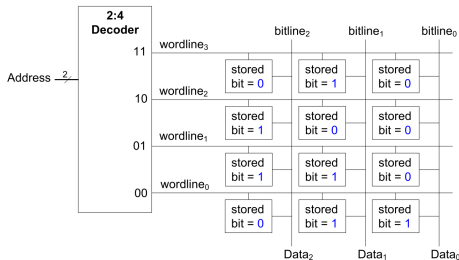 2:4
Decoder
bitline2 bitline1 bitline0
wordline3
11
stored stored stored
bit = 0 bit = 1 bit = 0
Address 2
wordline2
10
stored stored stored
bit = 1 bit = 0 bit = 0
wordline1
01
stored stored stored
bit = 1 bit = 1 bit = 0
wordline0
00
stored stored stored
bit = 0 bit = 1 bit = 1
Data2 Data1 Data0